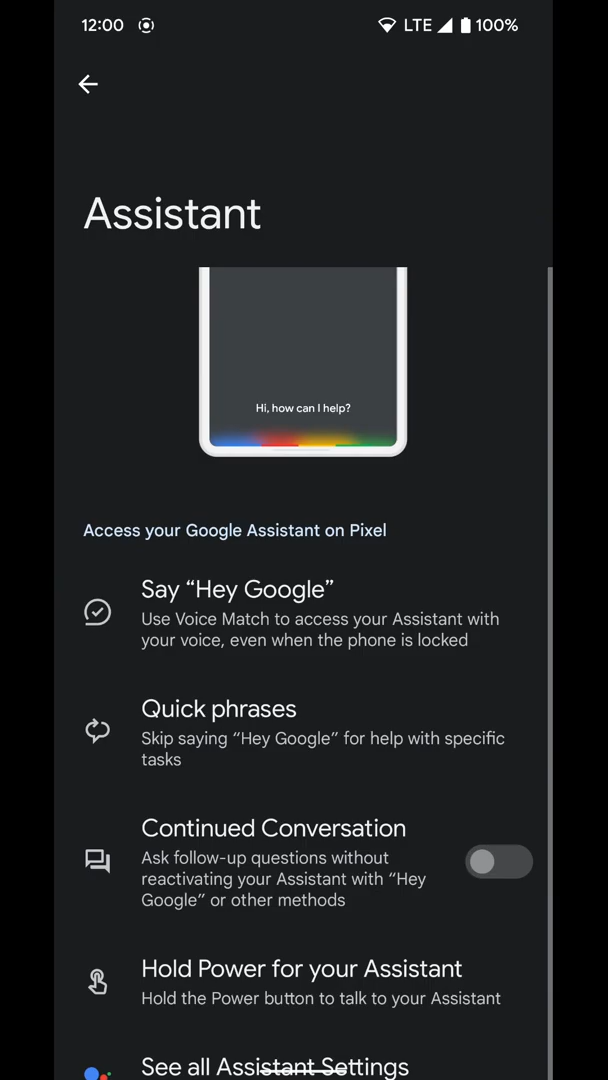 12:00 LTE 100%
Assistant
Hi, how can I help?
Access your Google Assistant on Pixel
Say “Hey Google”
Use Voice Match to access your Assistant with
your voice, even when the phone is locked
Quick phrases
Skip saying “Hey Google” for help with specific
tasks
Continued Conversation
Ask follow-up questions without
reactivating your Assistant with “Hey
Google” or other methods
Hold Power for your Assistant
Hold the Power button to talk to your Assistant
See all Assistant Settings